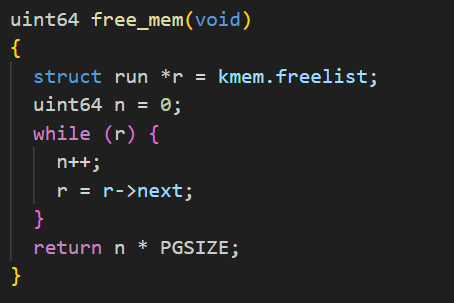 uint64 free_mem(void)
{
  struct run *r = kmem.freelist;
  uint64 n = 0;
  while (r) {
    n++;
    r = r->next;
  }
  return n * PGSIZE;
}